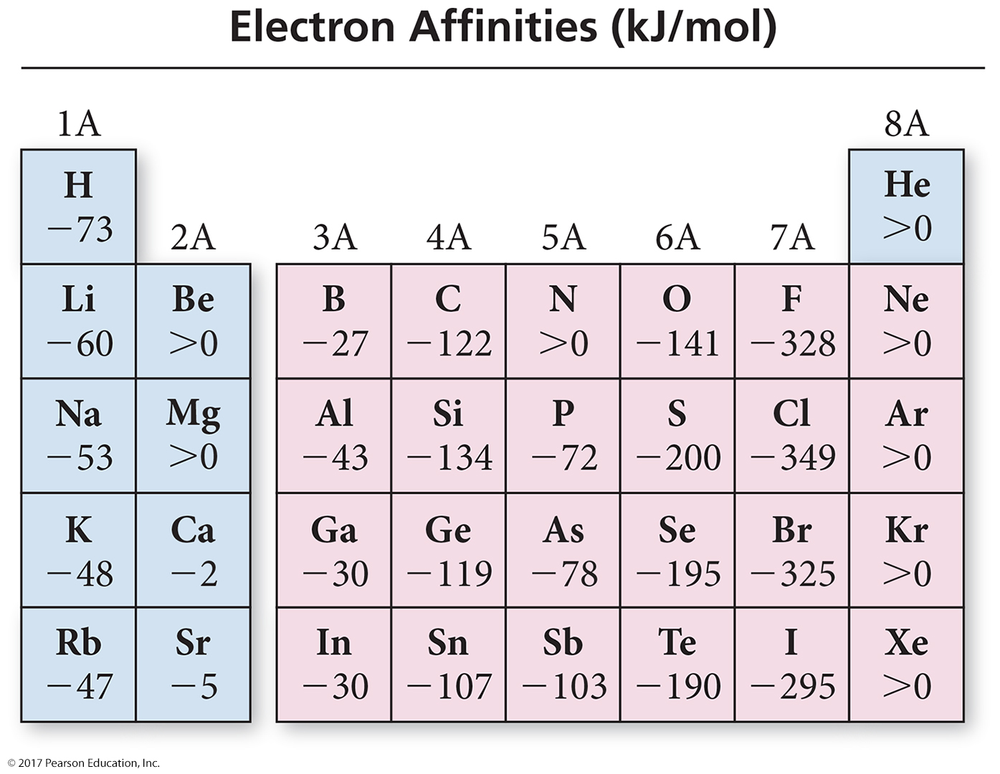 Electron Affinities (kJ/mol)
1A 8A
H He
−73 >0
2A 3A 4A 5A 6A 7A
Li Be B C N O F Ne
−60 >0 −27 −122 >0 −141 −328 >0
Na Mg Al Si P S Cl Ar
−53 >0 −43 −134 −72 −200 −349 >0
K Ca Ga Ge As Se Br Kr
−48 −2 −30 −119 −78 −195 −325 >0
Rb Sr In Sn Sb Te I Xe
−47 −5 −30 −107 −103 −190 −295 >0
© 2017 Pearson Education, Inc.